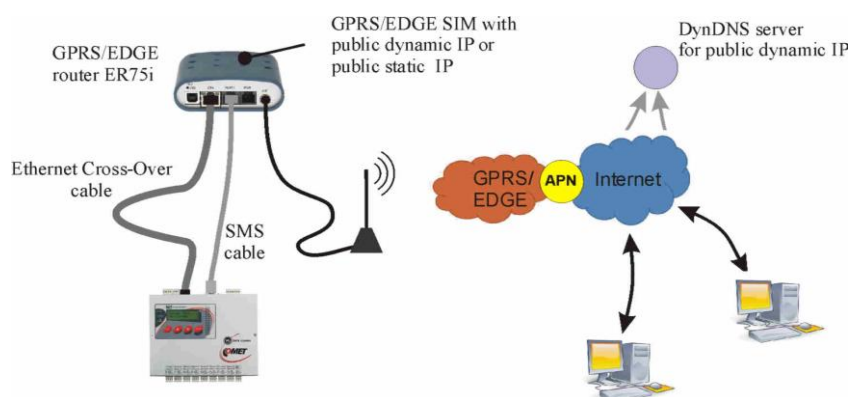 GPRS/EDGE
router ER75i
GPRS/EDGE SIM with
public dynamic IP or
public static IP
DynDNS server
for public dynamic IP
Ethernet Cross-Over
cable
SMS
cable
GPRS/
EDGE
APN
Internet
COMET